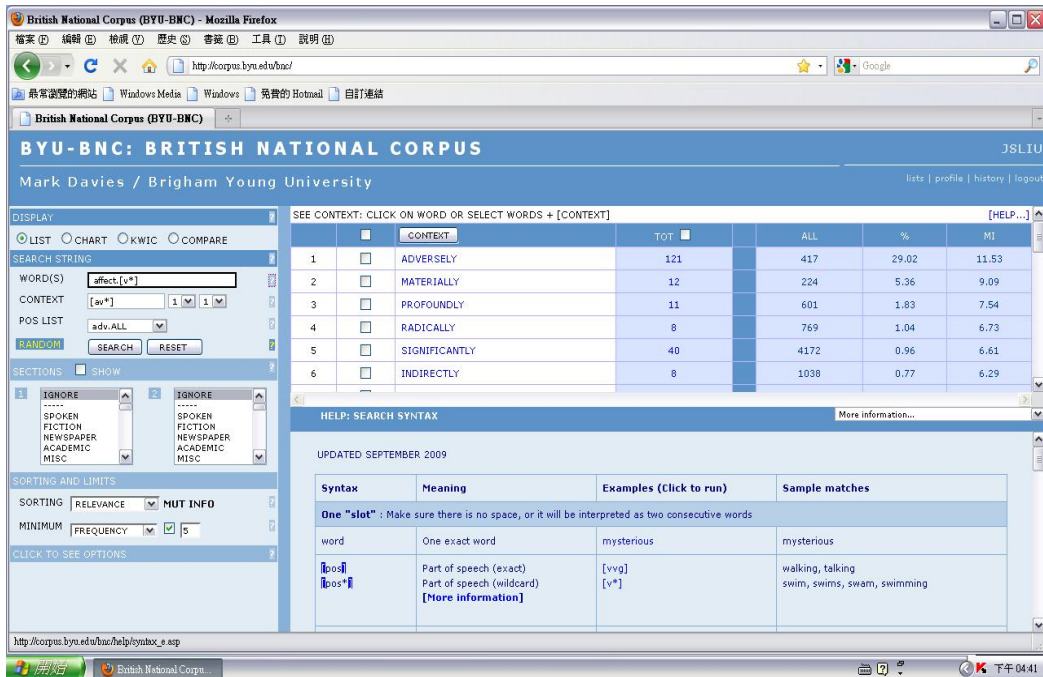 British National Corpus (BYU-BNC) - Mozilla Firefox
檔案(F) 編輯(E) 檢視(V) 歷史(S) 書籤(B) 工具(T) 說明(H)
http://corpus.byu.edu/bnc/ Google
最常瀏覽的網站 Windows Media Windows 免費的 Hotmail 自訂連結
British National Corpus (BYU-BNC)
BYU-BNC: BRITISH NATIONAL CORPUS JSLIU
Mark Davies / Brigham Young University lists | profile | history | logout
DISPLAY ?
LIST CHART KWIC COMPARE
SEARCH STRING ?
WORD(S) affect.[v*]
CONTEXT [av*] 1 1 ?
POS LIST adv.ALL ?
RANDOM SEARCH RESET ?
SECTIONS SHOW ?
1 IGNORE 2 IGNORE
----- -----
SPOKEN SPOKEN
FICTION FICTION
NEWSPAPER NEWSPAPER
ACADEMIC ACADEMIC
MISC MISC
SORTING AND LIMITS
SORTING RELEVANCE MUT INFO ?
MINIMUM FREQUENCY 5 ?
CLICK TO SEE OPTIONS ?
SEE CONTEXT: CLICK ON WORD OR SELECT WORDS + [CONTEXT] [HELP...]
CONTEXT TOT ALL % MI
1 ADVERSELY 121 417 29.02 11.53
2 MATERIALLY 12 224 5.36 9.09
3 PROFOUNDLY 11 601 1.83 7.54
4 RADICALLY 8 769 1.04 6.73
5 SIGNIFICANTLY 40 4172 0.96 6.61
6 INDIRECTLY 8 1038 0.77 6.29
HELP: SEARCH SYNTAX More information...
UPDATED SEPTEMBER 2009
Syntax Meaning Examples (Click to run) Sample matches
One "slot" : Make sure there is no space, or it will be interpreted as two consecutive words
word One exact word mysterious mysterious
[pos] Part of speech (exact) [vvg] walking, talking
[pos*] Part of speech (wildcard) [v*] swim, swims, swam, swimming
[More information]
http://corpus.byu.edu/bnc/help/syntax_e.asp
開始 British National Corpu... 下午 04:41